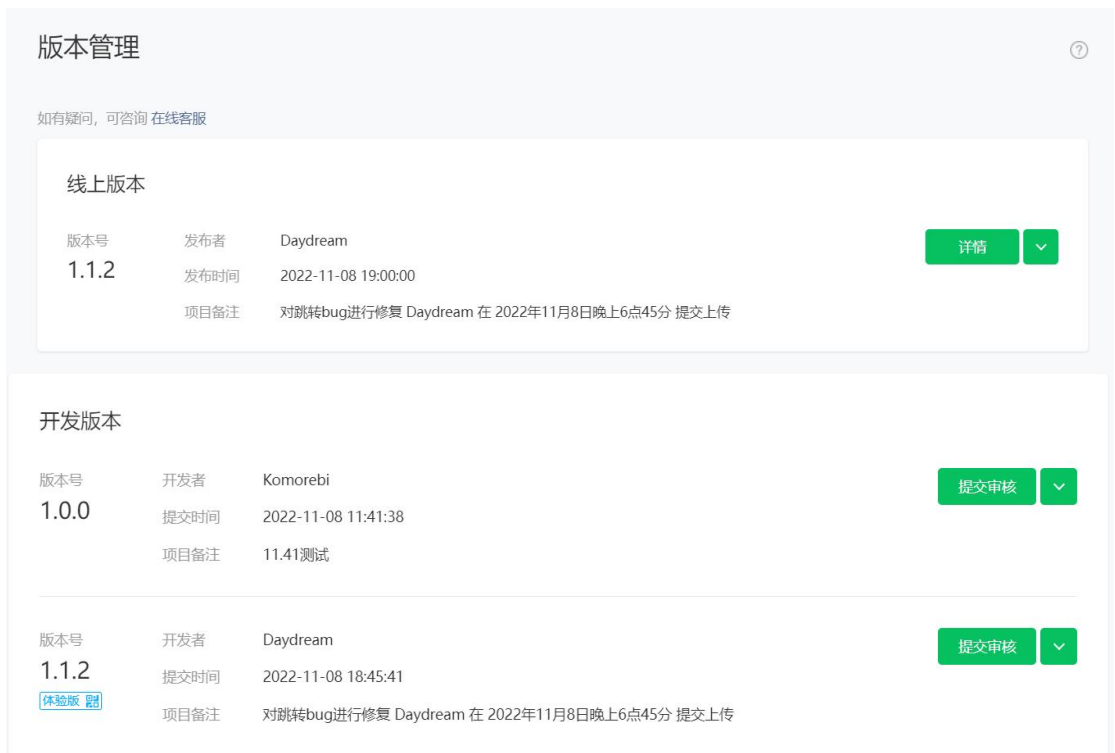 版本管理
如有疑问，可咨询 在线客服
线上版本
版本号 发布者 Daydream 详情
1.1.2 发布时间 2022-11-08 19:00:00
项目备注 对跳转bug进行修复 Daydream 在 2022年11月8日晚上6点45分 提交上传
开发版本
版本号 开发者 Komorebi 提交审核
1.0.0 提交时间 2022-11-08 11:41:38
项目备注 11.41测试
版本号 开发者 Daydream 提交审核
1.1.2 提交时间 2022-11-08 18:45:41
体验版
项目备注 对跳转bug进行修复 Daydream 在 2022年11月8日晚上6点45分 提交上传